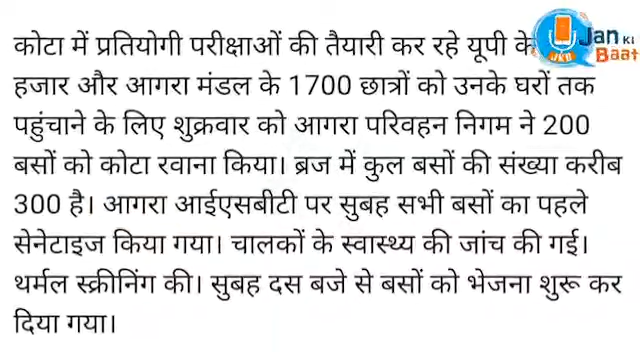 कोटा में प्रतियोगी परीक्षाओं की तैयारी कर रहे यूपी के
हजार और आगरा मंडल के 1700 छात्रों को उनके घरों तक
पहुंचाने के लिए शुक्रवार को आगरा परिवहन निगम ने 200
बसों को कोटा रवाना किया। ब्रज में कुल बसों की संख्या करीब
300 है। आगरा आईएसबीटी पर सुबह सभी बसों का पहले
सेनेटाइज किया गया। चालकों के स्वास्थ्य की जांच की गई।
थर्मल स्क्रीनिंग की। सुबह दस बजे से बसों को भेजना शुरू कर
दिया गया।
Jan KI
Baat
JKB